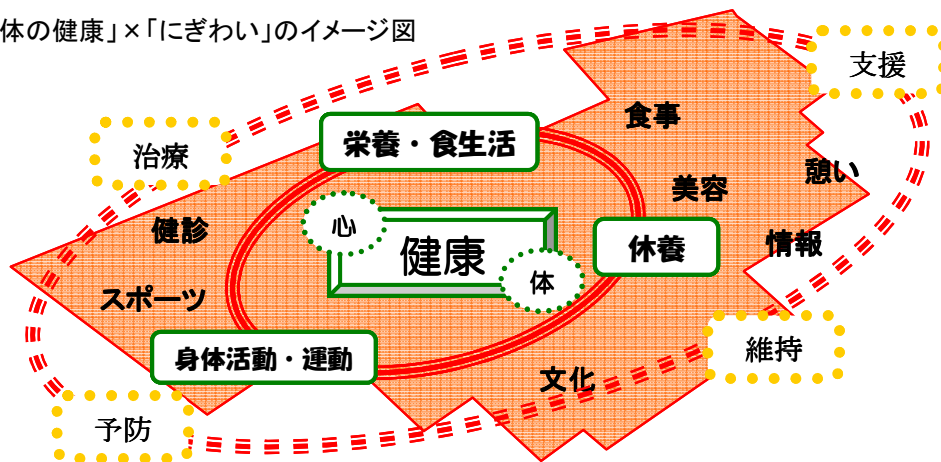 体の健康」×「にぎわい」のイメージ図
支援
食事
栄養・食生活
治療
憩い
美容
心
健診
健康
休養
情報
体
スポーツ
維持
身体活動・運動
文化
予防